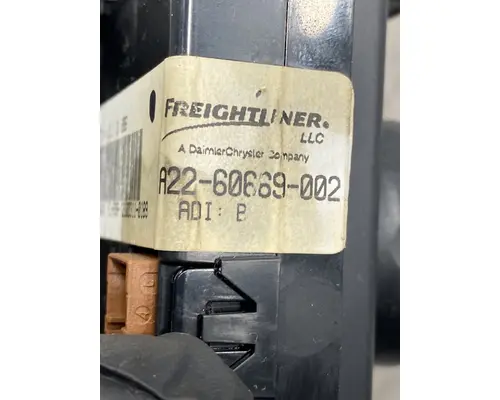 FREIGHTLINER.
LLC
A DaimlerChrysler Company
A22-60669-002
ADI: B